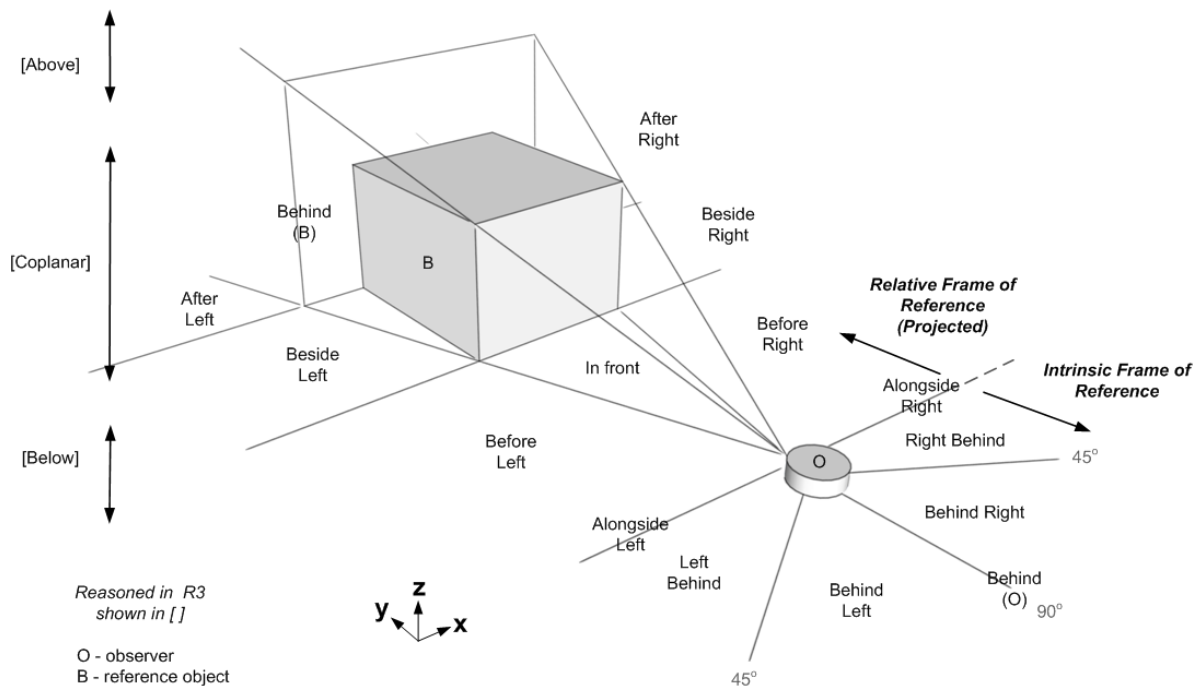 [Above]
[Coplanar]
[Below]
After
Right
Behind
(B)
B
Beside
Right
After
Left
Beside
Left
In front
Before
Right
Relative Frame of
Reference
(Projected)
Intrinsic Frame of
Reference
Alongside
Right
Right Behind
45°
Before
Left
O
Behind Right
Alongside
Left
Left
Behind
Behind
Left
Behind
(O)
90°
45°
Reasoned in R3
shown in [ ]
z
y
x
O - observer
B - reference object